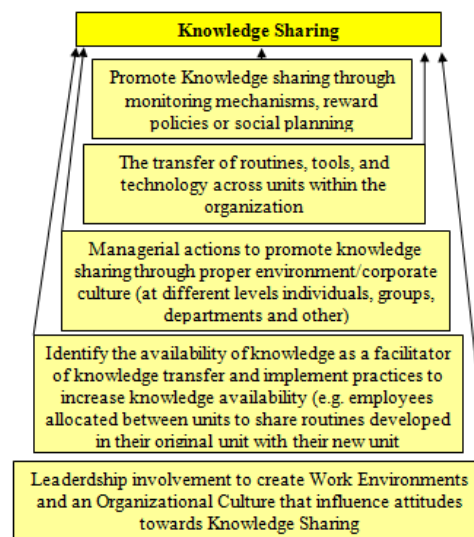 Knowledge Sharing
Promote Knowledge sharing through
monitoring mechanisms, reward
policies or social planning
The transfer of routines, tools, and
technology across units within the
organization
Managerial actions to promote knowledge
sharing through proper environment/corporate
culture (at different levels individuals, groups,
departments and other)
Identify the availability of knowledge as a facilitator
of knowledge transfer and implement practices to
increase knowledge availability (e.g. employees
allocated between units to share routines developed
in their original unit with their new unit
Leaderdship involvement to create Work Environments
and an Organizational Culture that influence attitudes
towards Knowledge Sharing